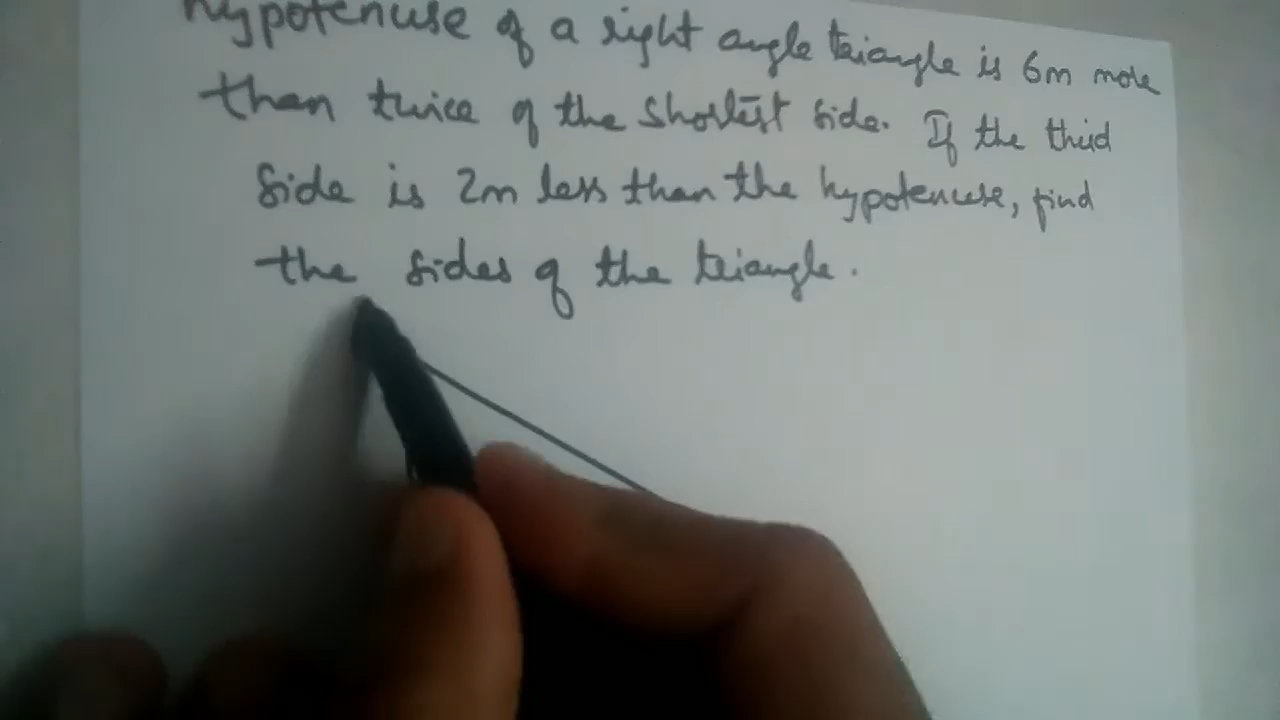 hypotenuse of a right angle triangle is 6m more
than twice of the shortest side. If the third
side is 2m less than the hypotenuse, find
the sides of the triangle.